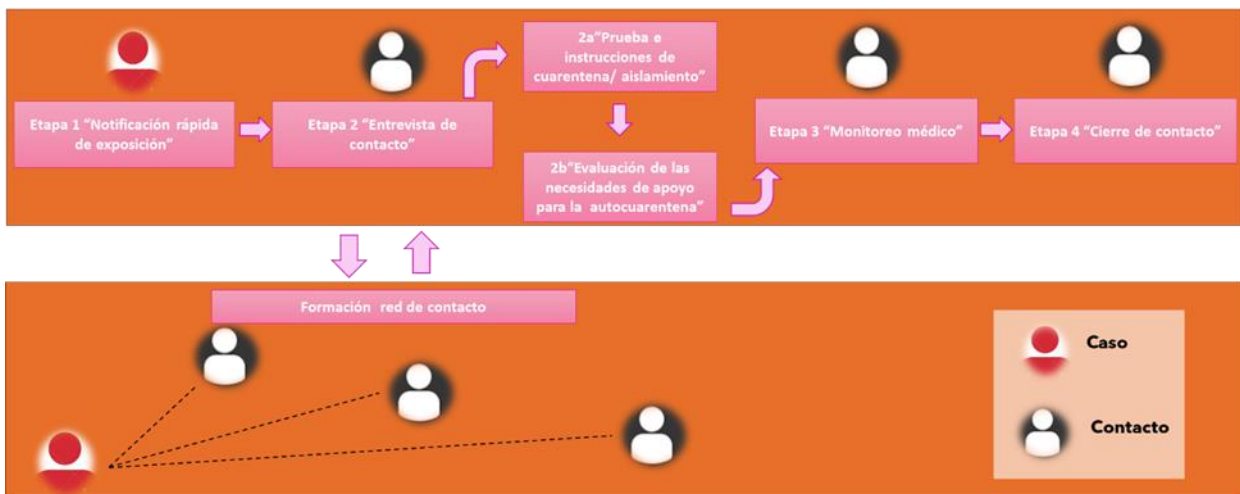 Etapa 1 “Notificación rápida
de exposición”
Etapa 2 “Entrevista de
contacto”
2a“Prueba e
instrucciones de
cuarentena/ aislamiento”
2b“Evaluación de las
necesidades de apoyo
para la autocuarentena”
Etapa 3 “Monitoreo médico”
Etapa 4 “Cierre de contacto”
Formación red de contacto
Caso
Contacto